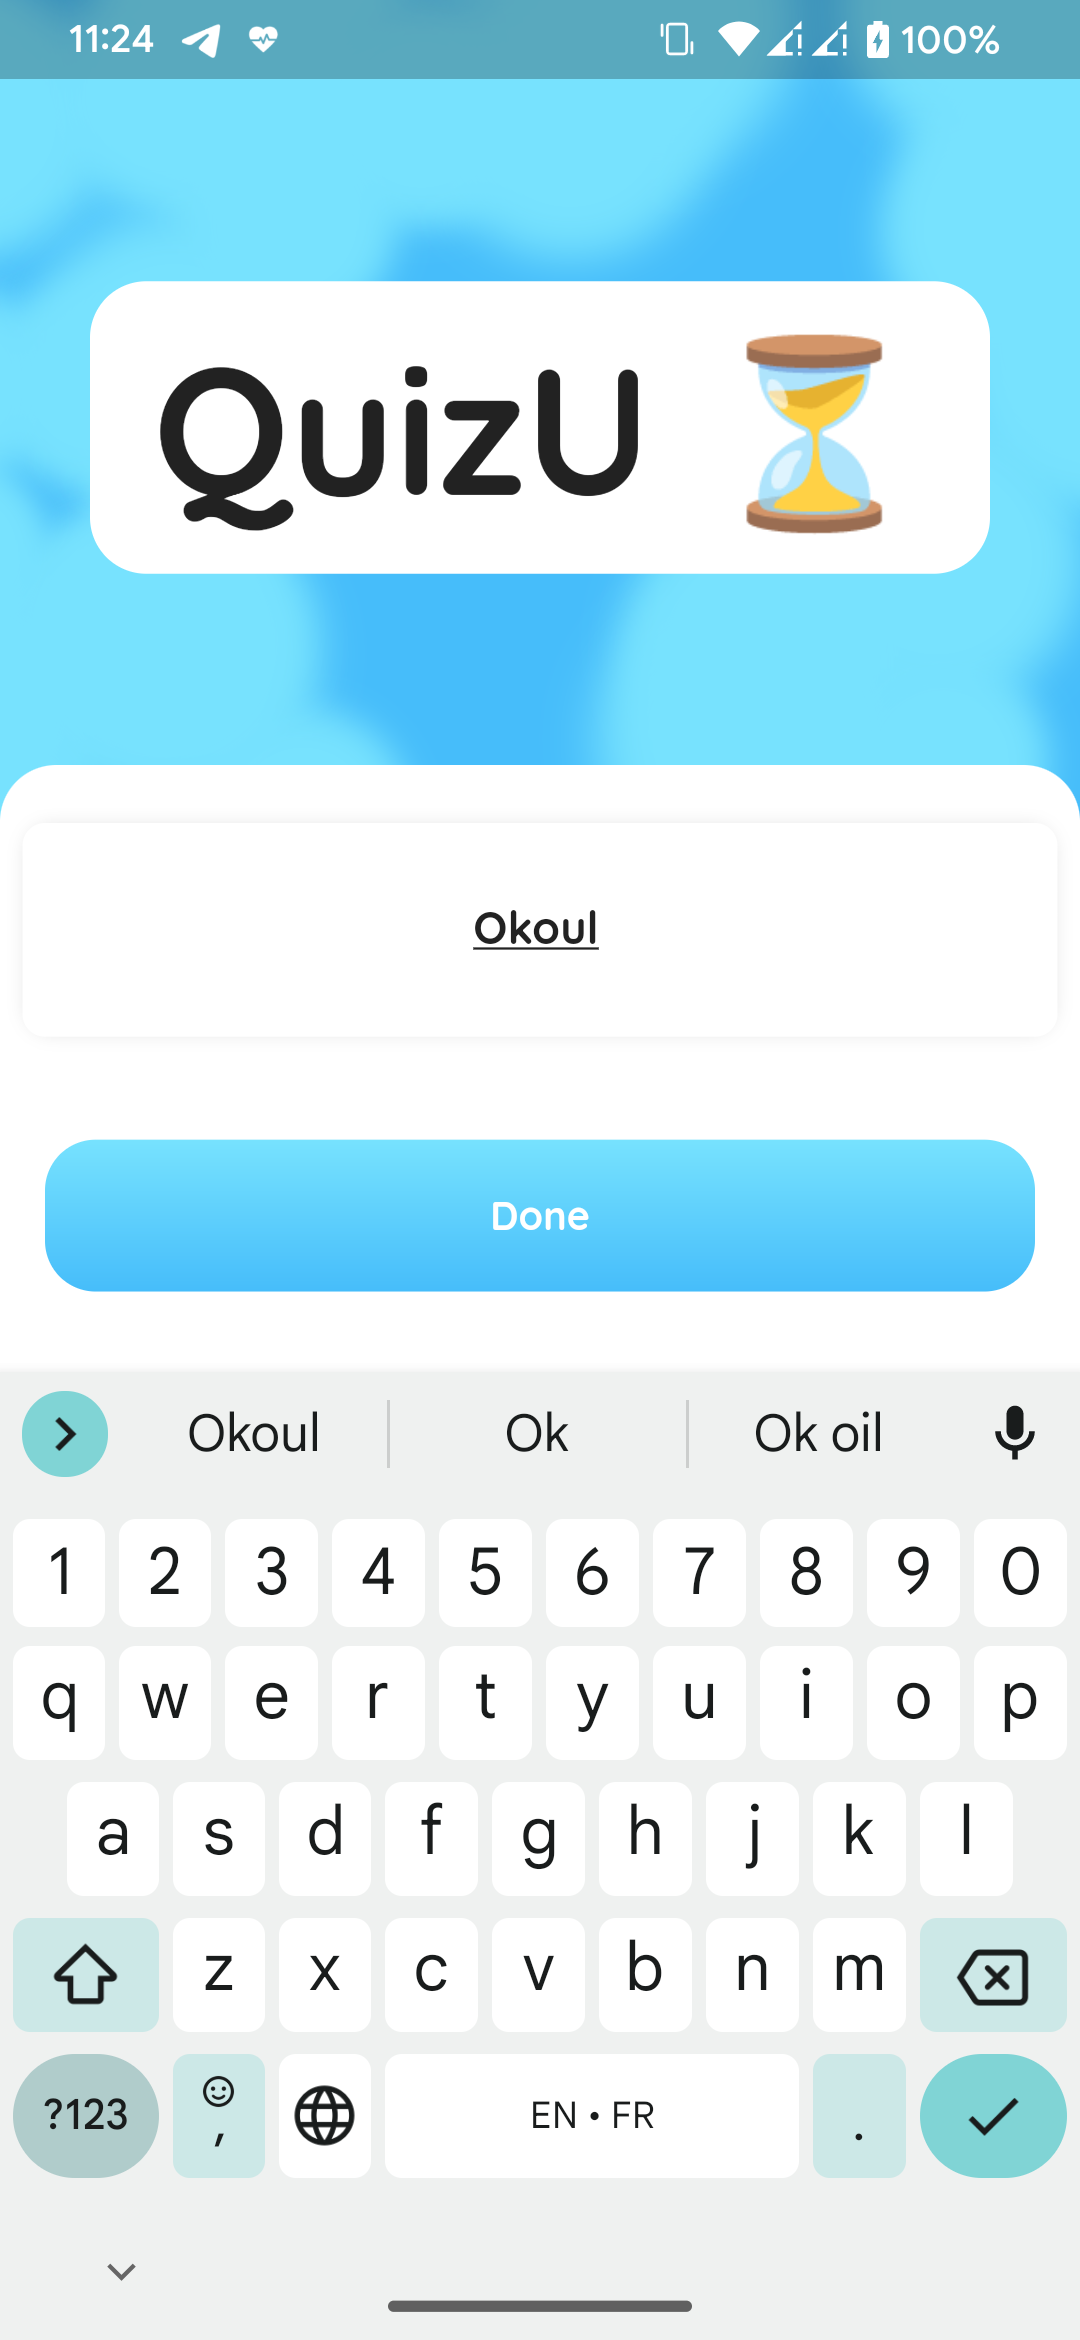 11:24 100%
QuizU
Okoul
Done
Okoul Ok Ok oil
1 2 3 4 5 6 7 8 9 0
q w e r t y u i o p
a s d f g h j k l
z x c v b n m
?123 , EN • FR .